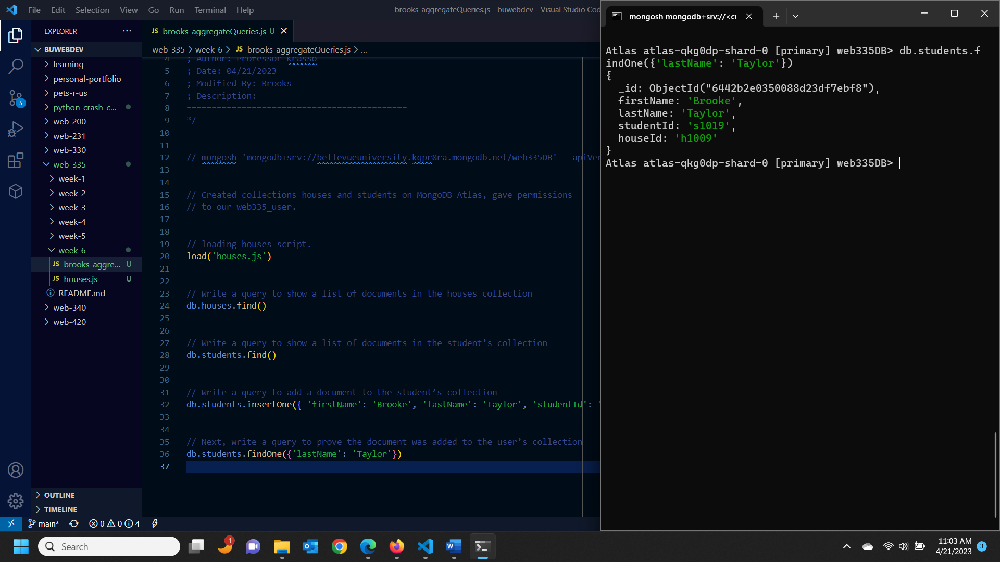 File Edit Selection View Go Run Terminal Help
brooks-aggregateQueries.js - buwebdev - Visual Studio Cod
EXPLORER ...
BUWEBDEV
learning
personal-portfolio
pets-r-us
python_crash_c...
web-200
web-231
web-330
web-335
week-1
week-2
week-3
week-4
week-5
week-6
JS brooks-aggre... U
JS houses.js U
README.md
web-340
web-420
OUTLINE
TIMELINE
5
JS brooks-aggregateQueries.js U
web-335 > week-6 > JS brooks-aggregateQueries.js > ...
4 ; Author: Professor Krasso
5 ; Date: 04/21/2023
6 ; Modified By: Brooks
7 ; Description:
8 ============================================
9 */
10
11
12 // mongosh 'mongodb+srv://bellevueuniversity.kqpr8ra.mongodb.net/web335DB' --apiVer
13
14
15 // Created collections houses and students on MongoDB Atlas, gave permissions
16 // to our web335_user.
17
18
19 // loading houses script.
20 load('houses.js')
21
22
23 // Write a query to show a list of documents in the houses collection
24 db.houses.find()
25
26
27 // Write a query to show a list of documents in the student’s collection
28 db.students.find()
29
30
31 // Write a query to add a document to the student’s collection
32 db.students.insertOne({ 'firstName': 'Brooke', 'lastName': 'Taylor', 'studentId': '
33
34
35 // Next, write a query to prove the document was added to the user’s collection
36 db.students.findOne({'lastName': 'Taylor'})
37
main* 0 0 4
mongosh mongodb+srv://<cr
Atlas atlas-qkg0dp-shard-0 [primary] web335DB> db.students.f
indOne({'lastName': 'Taylor'})
{
_id: ObjectId("6442b2e0350088d23df7ebf8"),
firstName: 'Brooke',
lastName: 'Taylor',
studentId: 's1019',
houseId: 'h1009'
}
Atlas atlas-qkg0dp-shard-0 [primary] web335DB>
Search
1
11:03 AM
4/21/2023
3